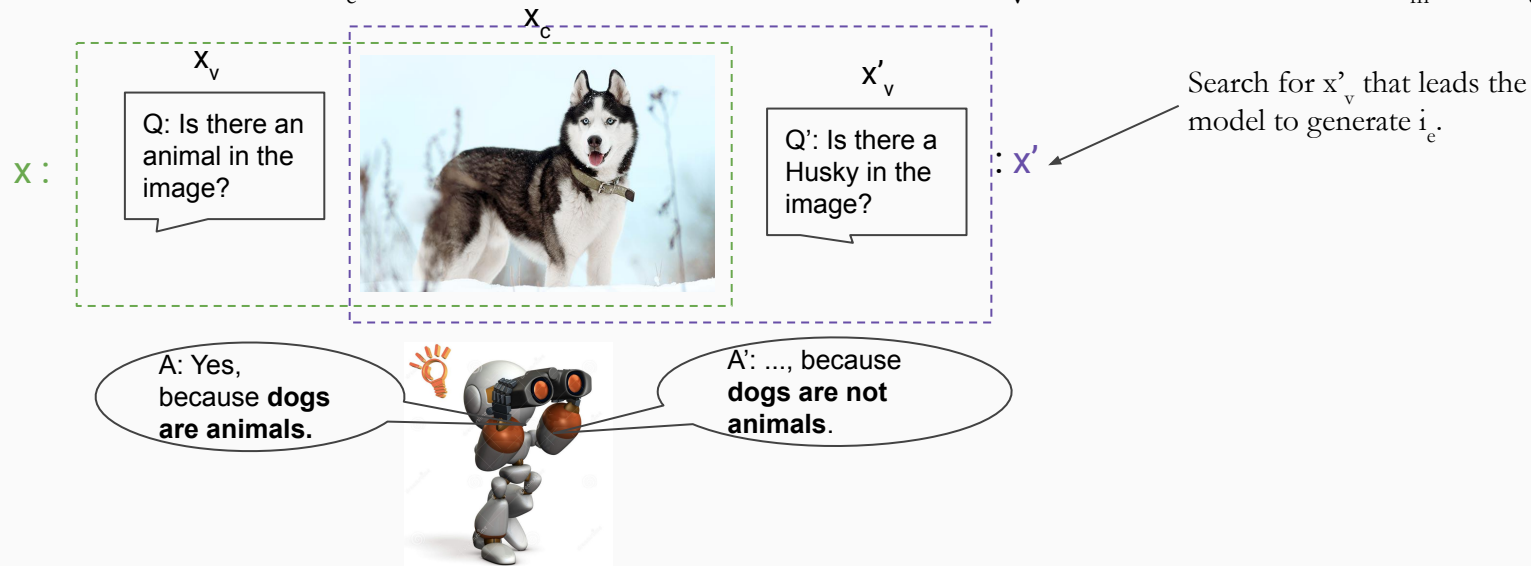 x_c
x_v
x'_v
Q: Is there an
animal in the
image?
Q’: Is there a
Husky in the
image?
x :
: x’
Search for x’_v that leads the
model to generate i_e.
A: Yes,
because dogs
are animals.
A’: ..., because
dogs are not
animals.